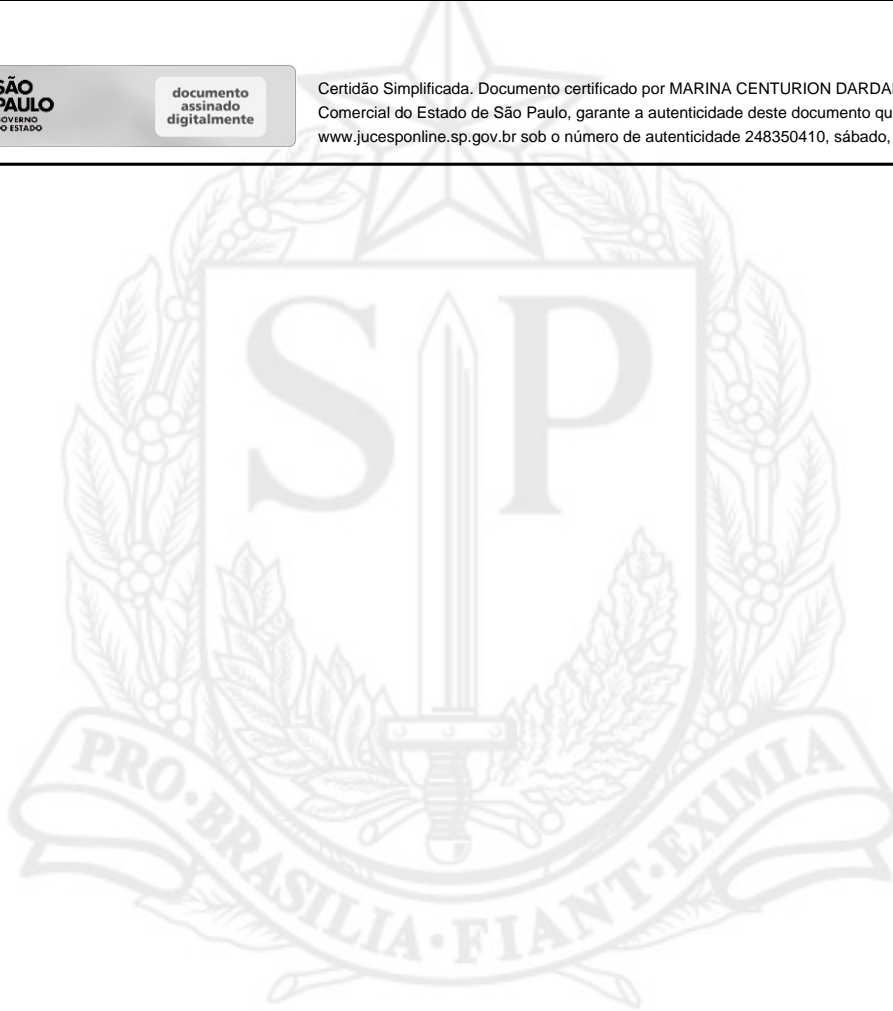 SÃO
PAULO
GOVERNO
DO ESTADO
documento
assinado
digitalmente
Certidão Simplificada. Documento certificado por MARINA CENTURION
Comercial do Estado de São Paulo, garante a autenticidade deste documento
www.jucesponline.sp.gov.br sob o número de autenticidade 248350410, sábado,
SP
PRO·BRASILIA·FIANT·EXIMIA